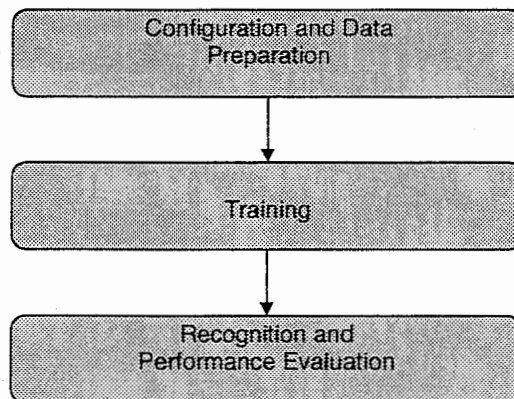 Configuration and Data
Preparation
Training
Recognition and
Performance Evaluation